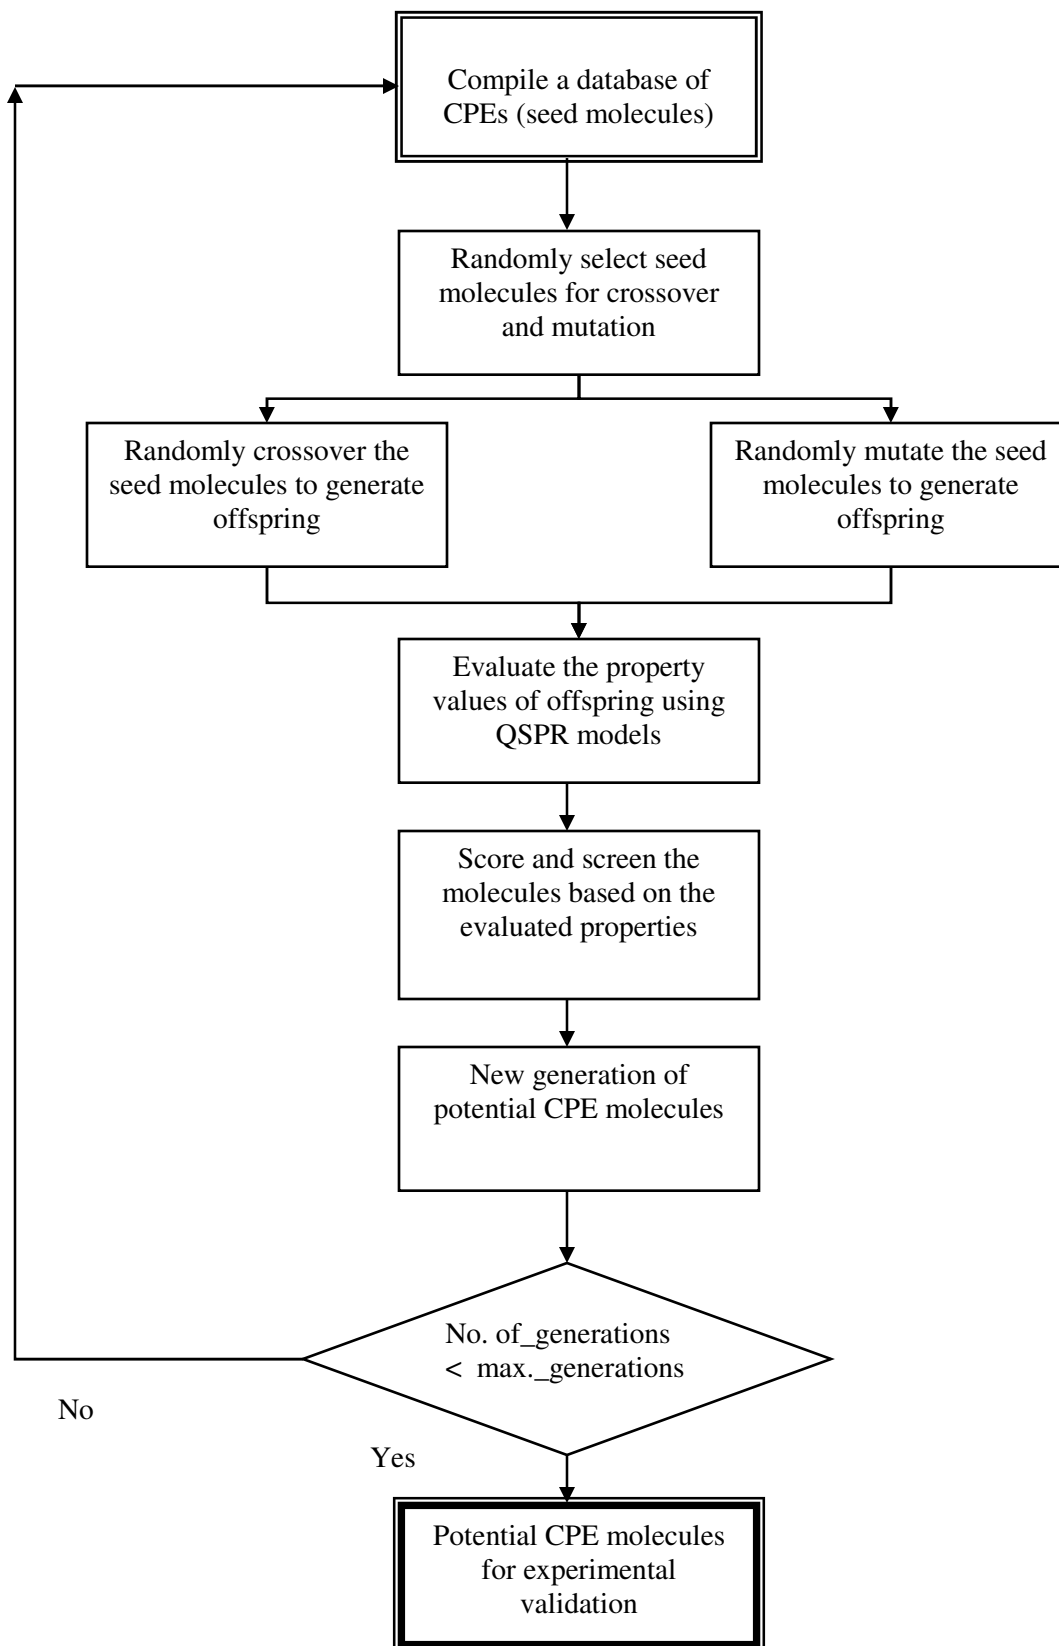 Compile a database of
CPEs (seed molecules)
Randomly select seed
molecules for crossover
and mutation
Randomly crossover the
seed molecules to generate
offspring
Randomly mutate the seed
molecules to generate
offspring
Evaluate the property
values of offspring using
QSPR models
Score and screen the
molecules based on the
evaluated properties
New generation of
potential CPE molecules
No. of_generations
< max._generations
No
Yes
Potential CPE molecules
for experimental
validation